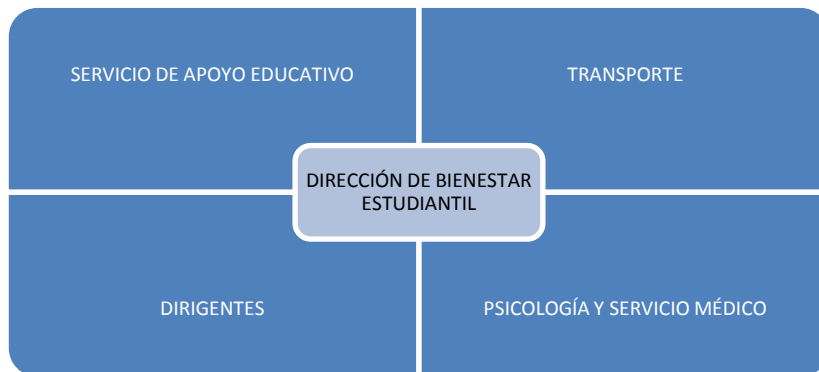 SERVICIO DE APOYO EDUCATIVO
TRANSPORTE
DIRECCIÓN DE BIENESTAR
ESTUDIANTIL
DIRIGENTES
PSICOLOGÍA Y SERVICIO MÉDICO